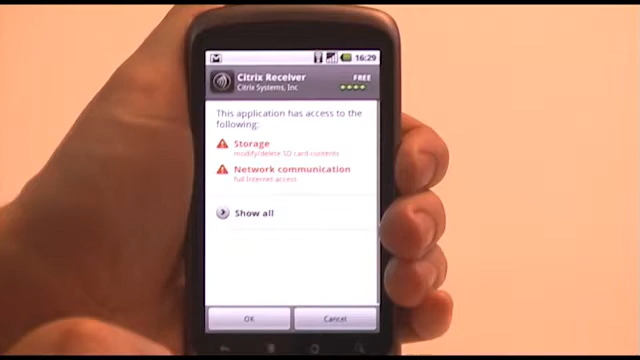 16:29
Citrix Receiver
FREE
Citrix Systems, Inc
This application has access to the
following:
Storage
modify/delete SD card contents
Network communication
full Internet access
Show all
OK
Cancel